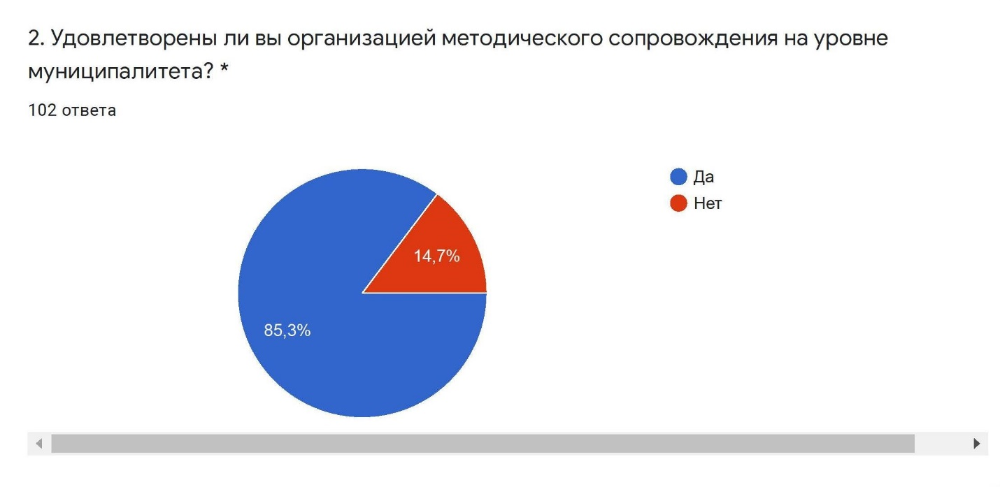 2. Удовлетворены ли вы организацией методического сопровождения на уровне
муниципалитета? *
102 ответа
Да
Нет
14,7%
85,3%